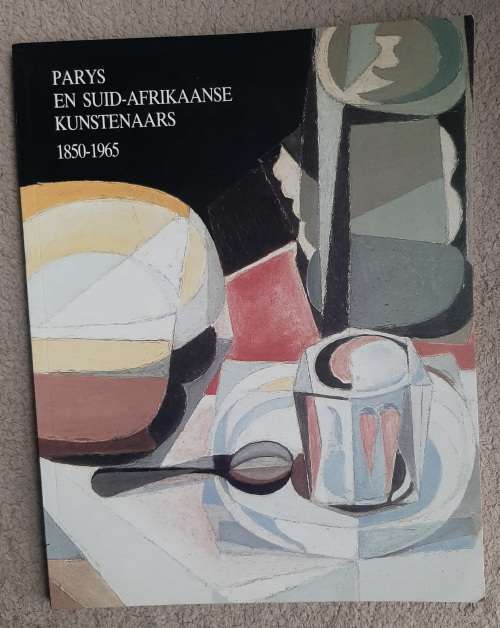 PARYS
EN SUID-AFRIKAANSE
KUNSTENAARS
1850-1965